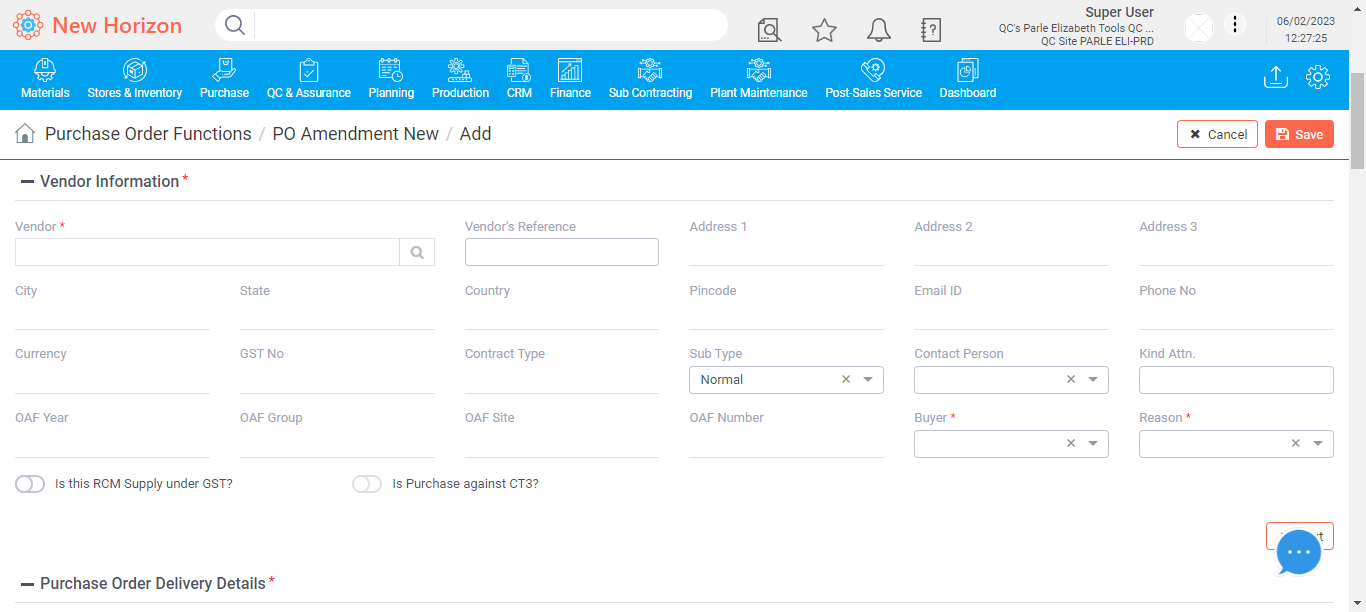 New Horizon
Super User
QC's Parle Elizabeth Tools QC ...
QC Site PARLE ELI-PRD
06/02/2023
12:27:25
Materials Stores & Inventory Purchase QC & Assurance Planning Production CRM Finance Sub Contracting Plant Maintenance Post-Sales Service Dashboard
Purchase Order Functions / PO Amendment New / Add
Cancel Save
Vendor Information *
Vendor * Vendor's Reference Address 1 Address 2 Address 3
City State Country Pincode Email ID Phone No
Currency GST No Contract Type Sub Type Contact Person Kind Attn.
Normal
OAF Year OAF Group OAF Site OAF Number Buyer * Reason *
Is this RCM Supply under GST? Is Purchase against CT3?
Purchase Order Delivery Details *